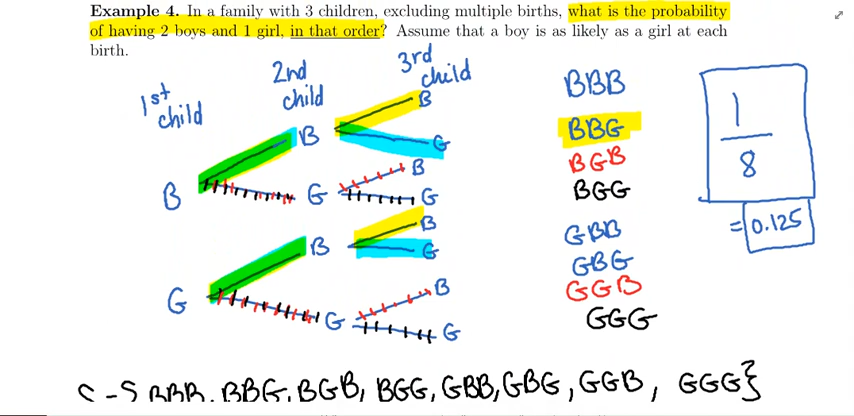 Example 4. In a family with 3 children, excluding multiple births, what is the probability
of having 2 boys and 1 girl, in that order? Assume that a boy is as likely as a girl at each
birth.
1st child
2nd child
3rd child
B
B
B
G
G
B
G
G
B
B
G
G
B
G
BBB
BBG
BGB
BGG
GBB
GBG
GGB
GGG
1
8
= 0.125
S = {BBB, BBG, BGB, BGG, GBB, GBG, GGB, GGG}